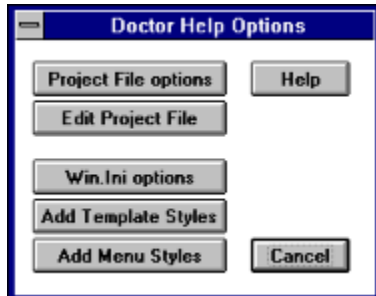 Doctor Help Options
Project File options
Help
Edit Project File
Win.Ini options
Add Template Styles
Add Menu Styles
Cancel